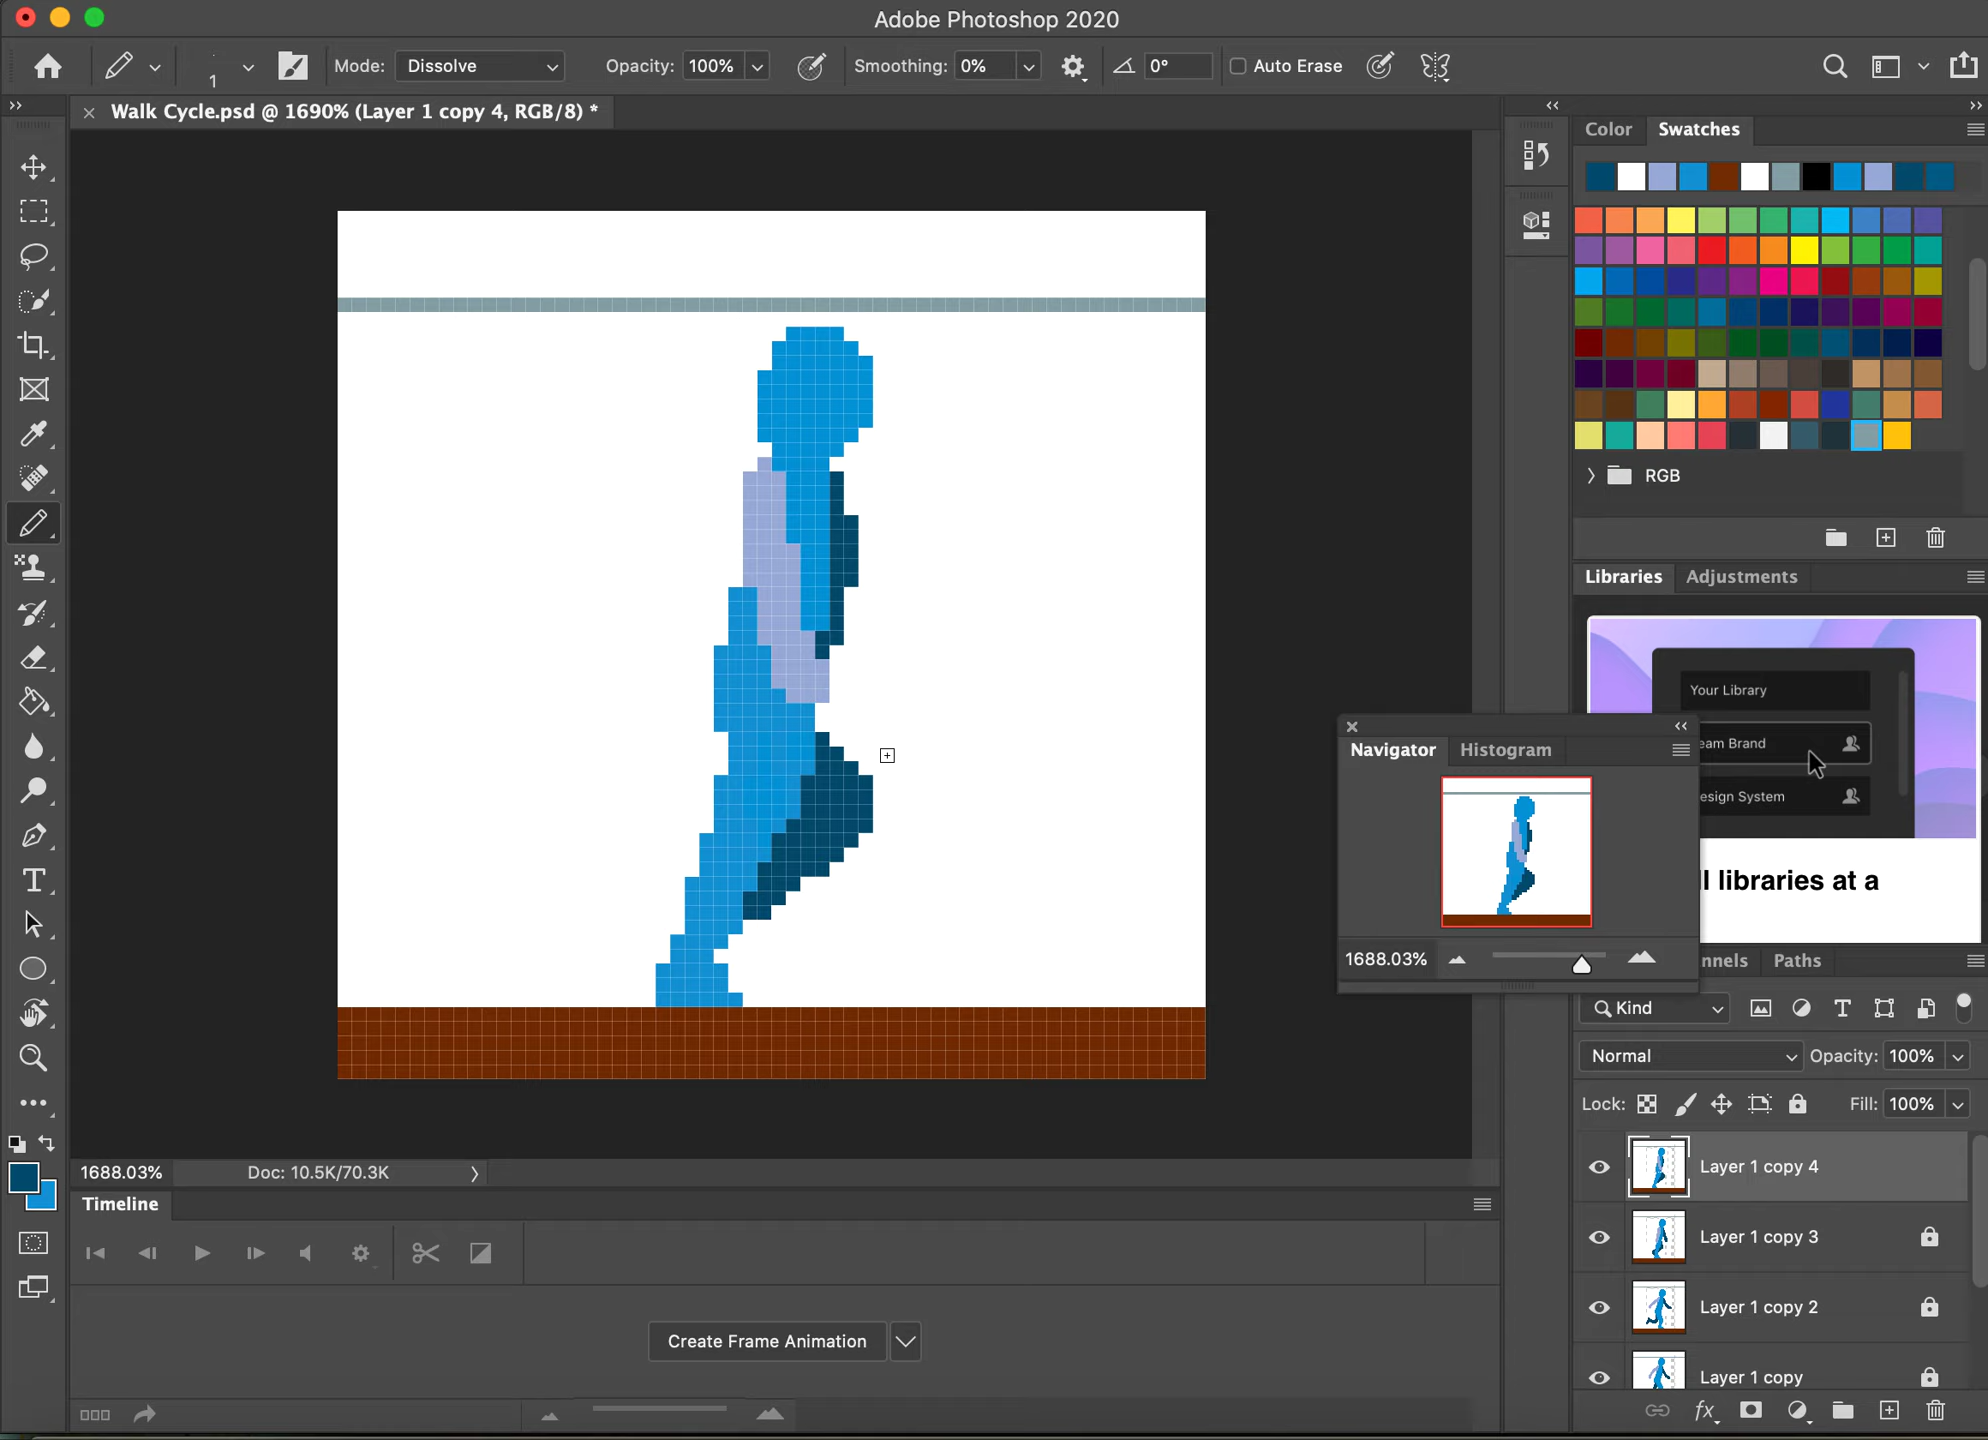 Adobe Photoshop 2020
1 Mode: Dissolve Opacity: 100% Smoothing: 0% 0° Auto Erase
Walk Cycle.psd @ 1690% (Layer 1 copy 4, RGB/8) *
Color Swatches
RGB
Libraries Adjustments
Your Library
eam Brand
esign System
l libraries at a
Navigator Histogram
1688.03%
nnels Paths
Kind
Normal Opacity: 100%
Lock: Fill: 100%
Layer 1 copy 4
Layer 1 copy 3
Layer 1 copy 2
Layer 1 copy
fx
1688.03% Doc: 10.5K/70.3K
Timeline
Create Frame Animation